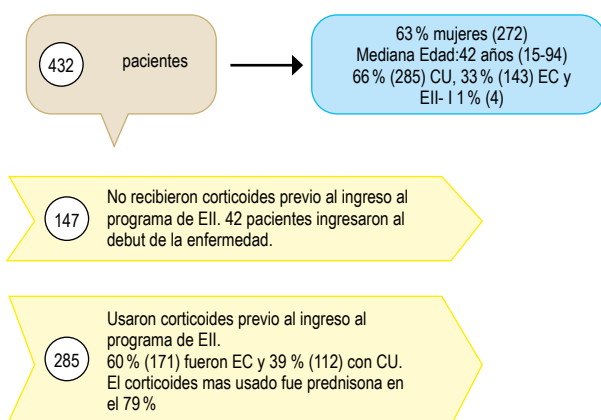 432
pacientes
63 % mujeres (272)
Mediana Edad:42 años (15-94)
66 % (285) CU, 33 % (143) EC y
EII- I 1 % (4)
147
No recibieron corticoides previo al ingreso al
programa de EII. 42 pacientes ingresaron al
debut de la enfermedad.
285
Usaron corticoides previo al ingreso al
programa de EII.
60 % (171) fueron EC y 39 % (112) con CU.
El corticoides mas usado fue prednisona en
el 79 %